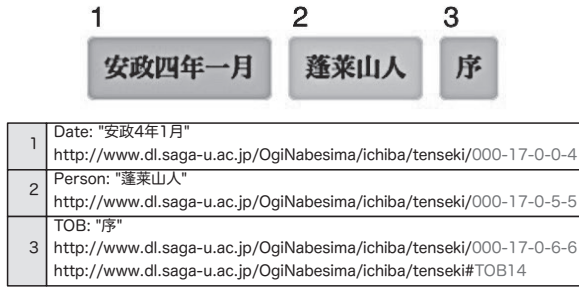 1 2 3
安政四年一月 蓬莱山人 序
1
Date: "安政4年1月"
http://www.dl.saga-u.ac.jp/OgiNabesima/ichiba/tenseki/000-17-0-0-4
2
Person: "蓬莱山人"
http://www.dl.saga-u.ac.jp/OgiNabesima/ichiba/tenseki/000-17-0-5-5
3
TOB: "序"
http://www.dl.saga-u.ac.jp/OgiNabesima/ichiba/tenseki/000-17-0-6-6
http://www.dl.saga-u.ac.jp/OgiNabesima/ichiba/tenseki#TOB14